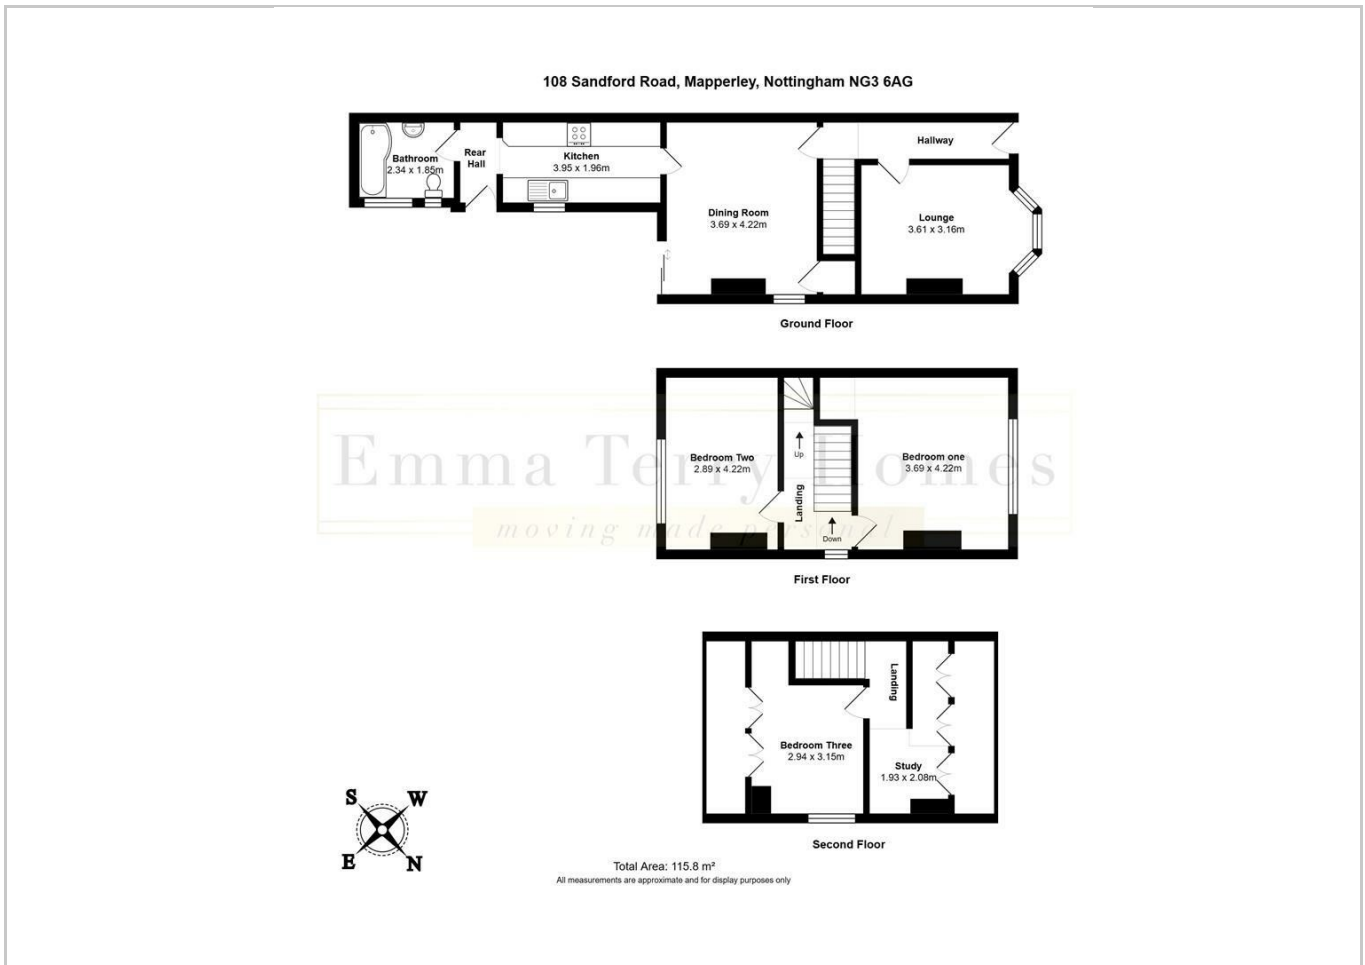 108 Sandford Road, Mapperley, Nottingham NG3 6AG
Bathroom
2.34 x 1.85m
Rear
Hall
Kitchen
3.95 x 1.96m
Hallway
Dining Room
3.69 x 4.22m
Lounge
3.61 x 3.16m
Ground Floor
Bedroom Two
2.89 x 4.22m
Up
Landing
Down
Bedroom one
3.69 x 4.22m
Emma Terry Homes
moving made personal
First Floor
Landing
Bedroom Three
2.94 x 3.15m
Study
1.93 x 2.08m
Second Floor
S W
E N
Total Area: 115.8 m²
All measurements are approximate and for display purposes only